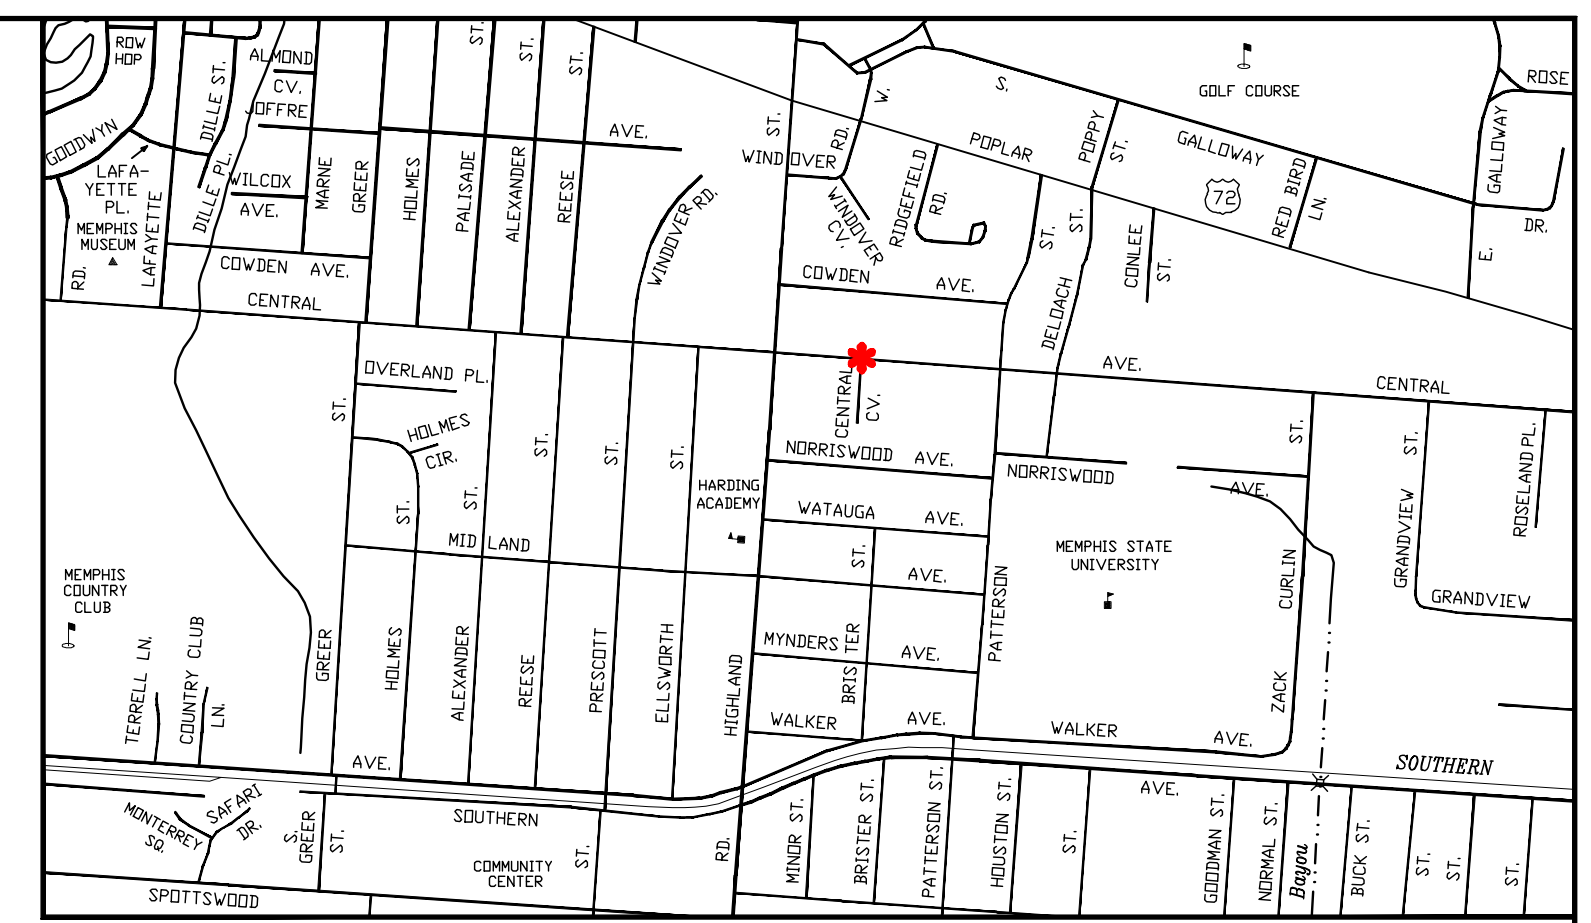 ROW
HOP
ALMOND
CV.
JOFFRE
AVE.
ST.
ST.
ST.
DILLE ST.
GOODWYN
LAFA-
YETTE
PL.
MEMPHIS
MUSEUM
RD.
LAFAYETTE
DILLE PL.
WILCOX
AVE.
MARNE
GREER
HOLMES
PALISADE
ALEXANDER
REESE
COWDEN AVE.
CENTRAL
WINDOVER RD.
ST.
WINDOVER
RD.
W.
S.
GOLF COURSE
ROSE
WINDOVER
CV.
RIDGEFIELD
RD.
POPLAR
POPPY
ST.
GALLOWAY
72
RED BIRD
LN.
GALLOWAY
DR.
E.
COWDEN AVE.
ST.
ST.
DELOACH
CONLEE
ST.
AVE.
CENTRAL
OVERLAND PL.
ST.
HOLMES
CIR.
ST.
ST.
ST.
ST.
ST.
MIDLAND
CENTRAL
CV.
NORRISWOOD AVE.
NORRISWOOD
AVE.
ST.
ST.
GRANDVIEW
ROSELAND PL.
GRANDVIEW
HARDING
ACADEMY
WATAUGA AVE.
ST.
AVE.
MEMPHIS STATE
UNIVERSITY
PATTERSON
CURLIN
ZACK
MEMPHIS
COUNTRY
CLUB
TERRELL LN.
COUNTRY CLUB
LN.
GREER
HOLMES
ALEXANDER
REESE
PRESCOTT
ELLSWORTH
HIGHLAND
MYNDERS AVE.
BRISTER
WALKER AVE.
WALKER AVE.
AVE.
SOUTHERN
SOUTHERN
AVE.
MONTERREY
SQ.
SAFARI
DR.
S.
GREER
ST.
COMMUNITY
CENTER
ST.
RD.
MINOR ST.
BRISTER ST.
PATTERSON ST.
HOUSTON ST.
ST.
GOODMAN ST.
NORMAL ST.
Bayou
BUCK ST.
ST.
ST.
ST.
SPOTTSWOOD